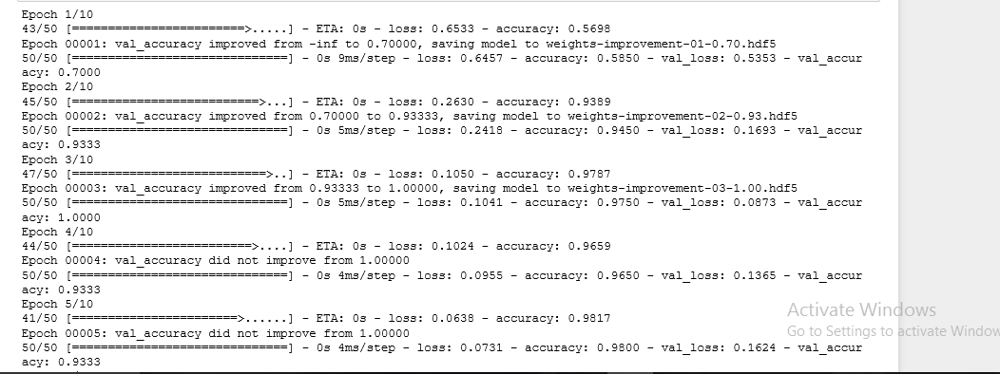 Epoch 1/10
43/50 [========================>.....] - ETA: 0s - loss: 0.6533 - accuracy: 0.5698
Epoch 00001: val_accuracy improved from -inf to 0.70000, saving model to weights-improvement-01-0.70.hdf5
50/50 [==============================] - 0s 9ms/step - loss: 0.6457 - accuracy: 0.5850 - val_loss: 0.5353 - val_accur
acy: 0.7000
Epoch 2/10
45/50 [==========================>...] - ETA: 0s - loss: 0.2630 - accuracy: 0.9389
Epoch 00002: val_accuracy improved from 0.70000 to 0.93333, saving model to weights-improvement-02-0.93.hdf5
50/50 [==============================] - 0s 5ms/step - loss: 0.2418 - accuracy: 0.9450 - val_loss: 0.1693 - val_accur
acy: 0.9333
Epoch 3/10
47/50 [===========================>..] - ETA: 0s - loss: 0.1050 - accuracy: 0.9787
Epoch 00003: val_accuracy improved from 0.93333 to 1.00000, saving model to weights-improvement-03-1.00.hdf5
50/50 [==============================] - 0s 5ms/step - loss: 0.1041 - accuracy: 0.9750 - val_loss: 0.0873 - val_accur
acy: 1.0000
Epoch 4/10
44/50 [=========================>....] - ETA: 0s - loss: 0.1024 - accuracy: 0.9659
Epoch 00004: val_accuracy did not improve from 1.00000
50/50 [==============================] - 0s 4ms/step - loss: 0.0955 - accuracy: 0.9650 - val_loss: 0.1365 - val_accur
acy: 0.9333
Epoch 5/10
41/50 [=======================>......] - ETA: 0s - loss: 0.0638 - accuracy: 0.9817
Epoch 00005: val_accuracy did not improve from 1.00000
50/50 [==============================] - 0s 4ms/step - loss: 0.0731 - accuracy: 0.9800 - val_loss: 0.1624 - val_accur
acy: 0.9333
Activate Windows
Go to Settings to activate Window